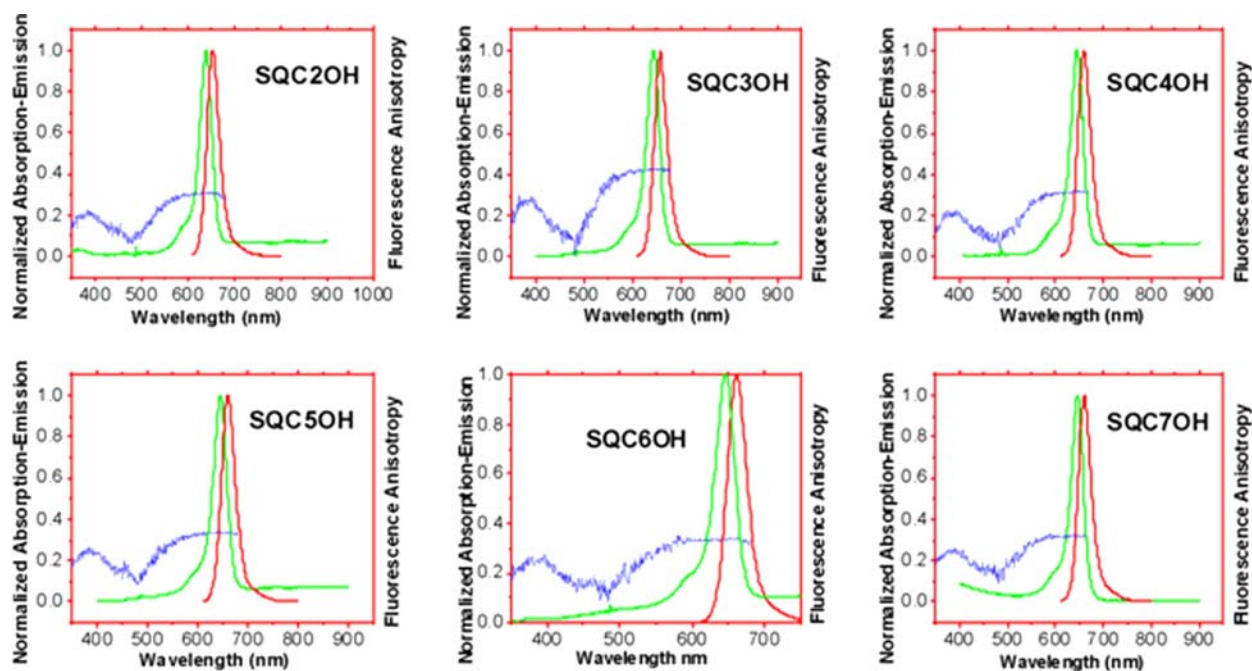 Normalized Absorption-Emission
1.0
0.8
0.6
0.4
0.2
0.0
SQC2OH
400 500 600 700 800 900 1000
Wavelength (nm)
Fluorescence Anisotropy
Normalized Absorption-Emission
1.0
0.8
0.6
0.4
0.2
0.0
SQC3OH
400 500 600 700 800 900
Wavelength (nm)
Fluorescence Anisotropy
Normalized Absorption-Emission
1.0
0.8
0.6
0.4
0.2
0.0
SQC4OH
400 500 600 700 800 900
Wavelength (nm)
Fluorescence Anisotropy
Normalized Absorption-Emission
1.0
0.8
0.6
0.4
0.2
0.0
SQC5OH
400 500 600 700 800 900
Wavelength (nm)
Fluorescence Anisotropy
Normalized Absorption-Emission
1.0
0.8
0.6
0.4
0.2
0.0
SQC6OH
400 500 600 700
Wavelength nm
Fluorescence Anisotropy
Normalized Absorption-Emission
1.0
0.8
0.6
0.4
0.2
0.0
SQC7OH
400 500 600 700 800 900
Wavelength (nm)
Fluorescence Anisotropy